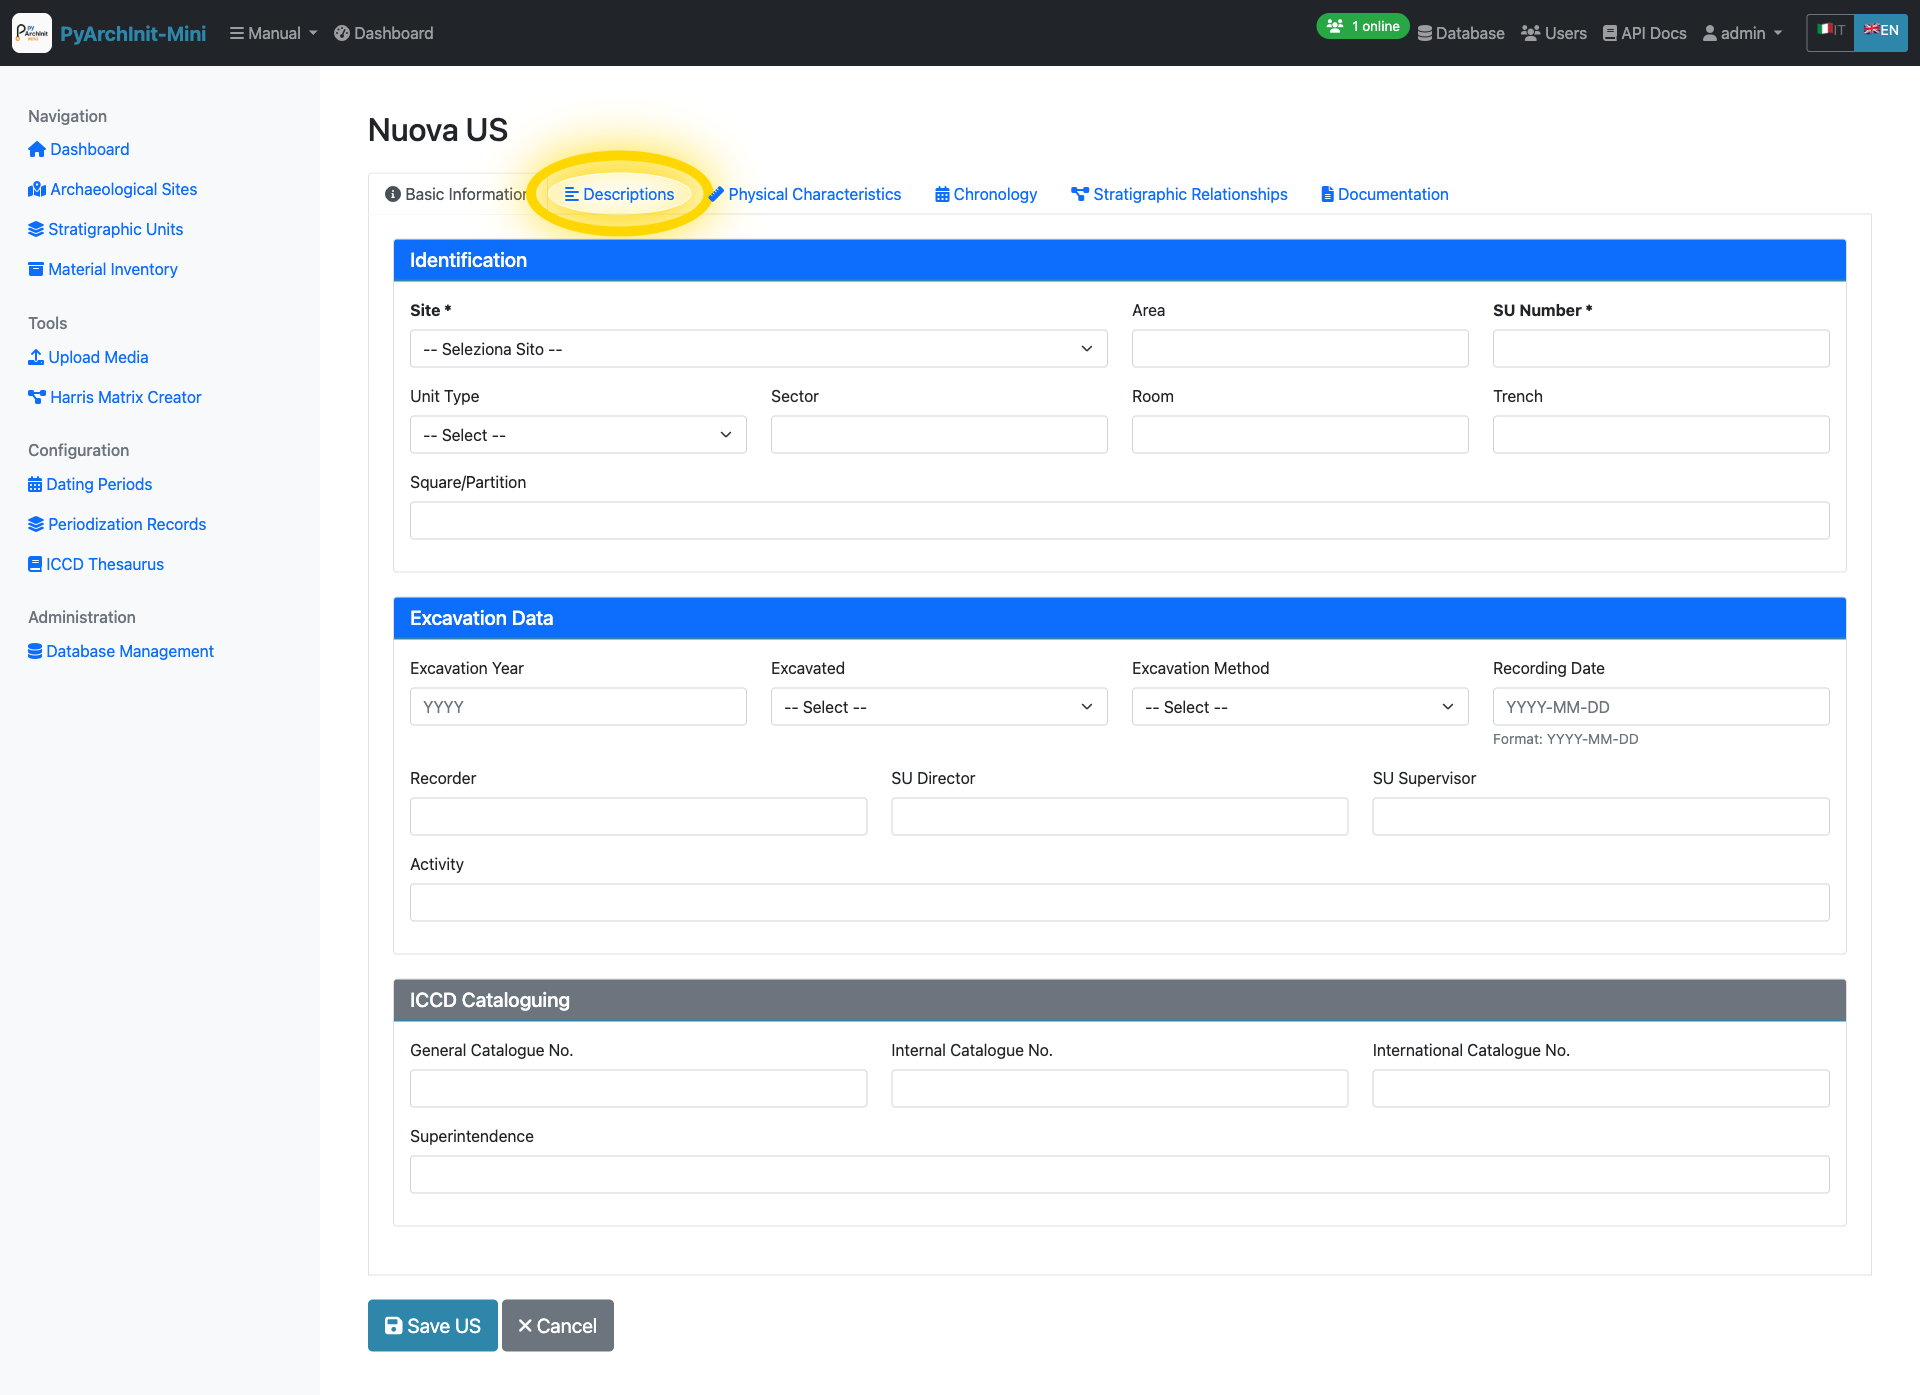 PyArchInit-Mini Manual Dashboard 1 online Database Users API Docs admin IT EN
Navigation
Dashboard
Archaeological Sites
Stratigraphic Units
Material Inventory
Tools
Upload Media
Harris Matrix Creator
Configuration
Dating Periods
Periodization Records
ICCD Thesaurus
Administration
Database Management
Nuova US
Basic Information Descriptions Physical Characteristics Chronology Stratigraphic Relationships Documentation
Identification
Site * Area SU Number *
-- Seleziona Sito --
Unit Type Sector Room Trench
-- Select --
Square/Partition
Excavation Data
Excavation Year Excavated Excavation Method Recording Date
YYYY -- Select -- -- Select -- YYYY-MM-DD
Format: YYYY-MM-DD
Recorder SU Director SU Supervisor
Activity
ICCD Cataloguing
General Catalogue No. Internal Catalogue No. International Catalogue No.
Superintendence
Save US Cancel